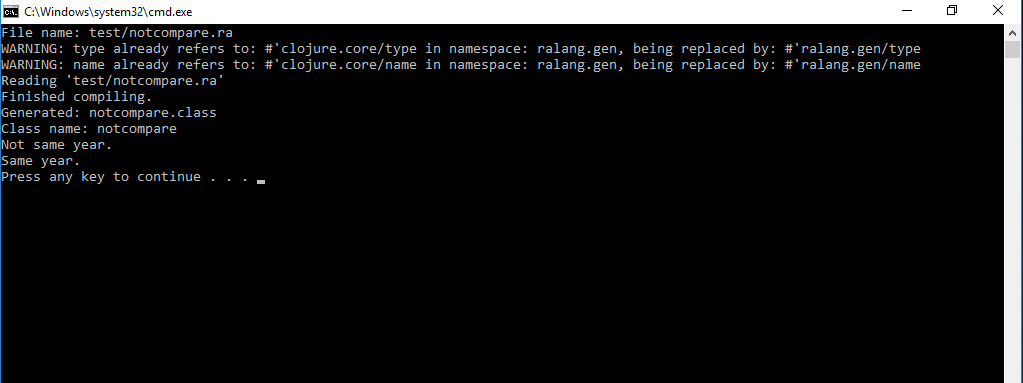 C:\Windows\system32\cmd.exe
File name: test/notcompare.ra
WARNING: type already refers to: #'clojure.core/type in namespace: ralang.gen, being replaced by: #'ralang.gen/type
WARNING: name already refers to: #'clojure.core/name in namespace: ralang.gen, being replaced by: #'ralang.gen/name
Reading 'test/notcompare.ra'
Finished compiling.
Generated: notcompare.class
Class name: notcompare
Not same year.
Same year.
Press any key to continue . . .